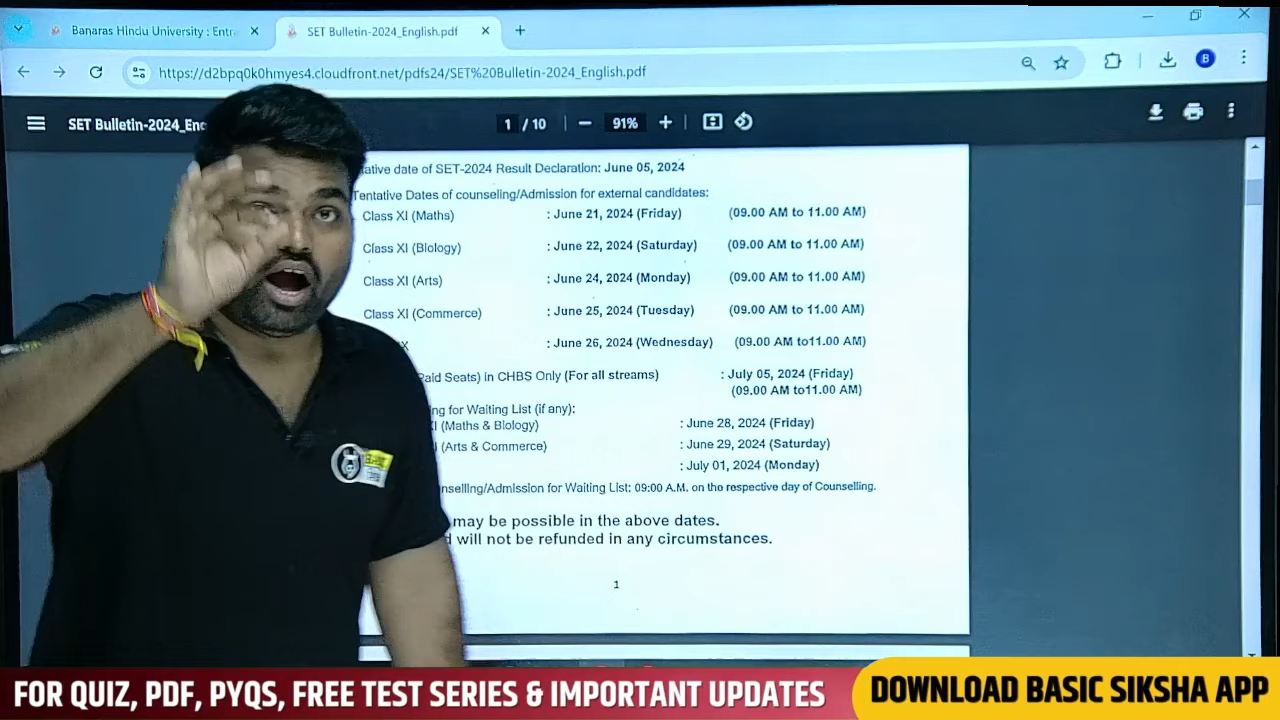 Banaras Hindu University : Entr
SET Bulletin-2024_English.pdf
https://d2bpq0k0hmyes4.cloudfront.net/pdfs24/SET%20Bulletin-2024_English.pdf
B
SET Bulletin-2024_Eng
1 / 10
91%
ative date of SET-2024 Result Declaration: June 05, 2024
Tentative Dates of counseling/Admission for external candidates:
Class XI (Maths) : June 21, 2024 (Friday) (09.00 AM to 11.00 AM)
Class XI (Biology) : June 22, 2024 (Saturday) (09.00 AM to 11.00 AM)
Class XI (Arts) : June 24, 2024 (Monday) (09.00 AM to 11.00 AM)
Class XI (Commerce) : June 25, 2024 (Tuesday) (09.00 AM to 11.00 AM)
X : June 26, 2024 (Wednesday) (09.00 AM to11.00 AM)
Paid Seats) in CHBS Only (For all streams) : July 05, 2024 (Friday)
(09.00 AM to11.00 AM)
ing for Waiting List (if any):
I (Maths & Biology) : June 28, 2024 (Friday)
I (Arts & Commerce) : June 29, 2024 (Saturday)
: July 01, 2024 (Monday)
nselling/Admission for Waiting List: 09:00 A.M. on the respective day of Counselling.
may be possible in the above dates.
d will not be refunded in any circumstances.
1
FOR QUIZ, PDF, PYQS, FREE TEST SERIES & IMPORTANT UPDATES
DOWNLOAD BASIC SIKSHA APP